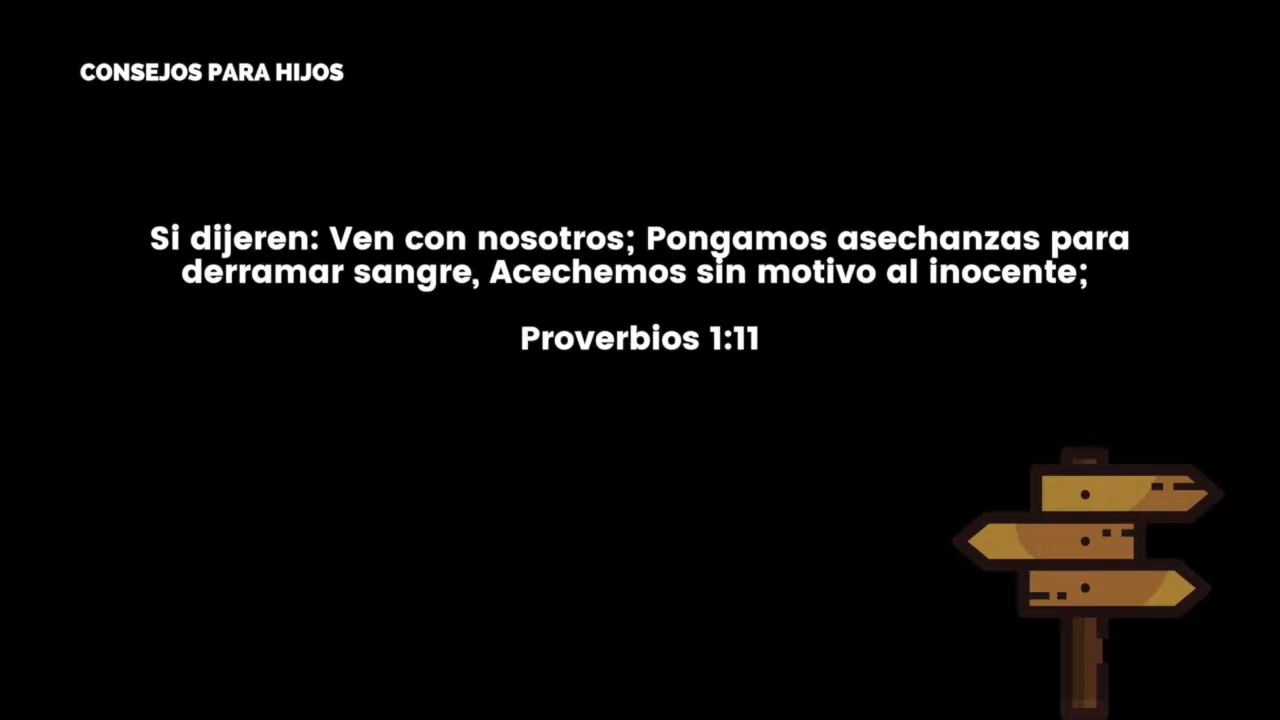 CONSEJOS PARA HIJOS
Si dijeren: Ven con nosotros; Pongamos asechanzas para
derramar sangre, Acechemos sin motivo al inocente;
Proverbios 1:11